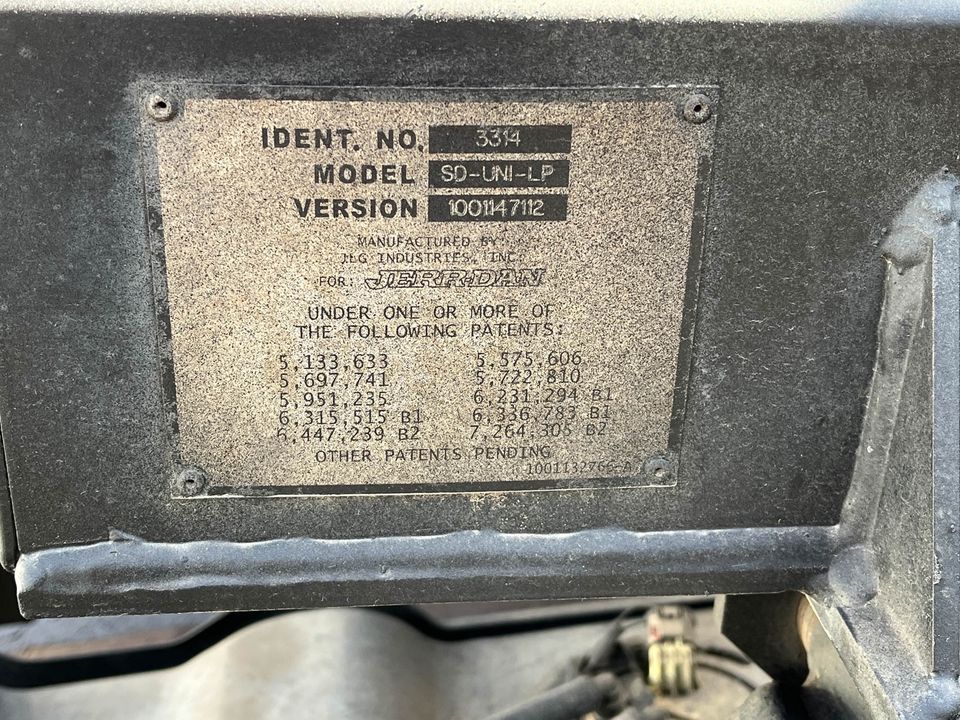 IDENT. NO. 3314
MODEL SD-UNI-LP
VERSION 1001147112
MANUFACTURED BY:
JLG INDUSTRIES, INC.
FOR: JERR-DAN
UNDER ONE OR MORE OF
THE FOLLOWING PATENTS:
5,133,633 5,575,606
5,697,741 5,722,810
5,951,235 6,231,294 B1
6,315,515 B1 6,336,783 B1
6,447,239 B2 7,264,305 B2
OTHER PATENTS PENDING
1001132766-A